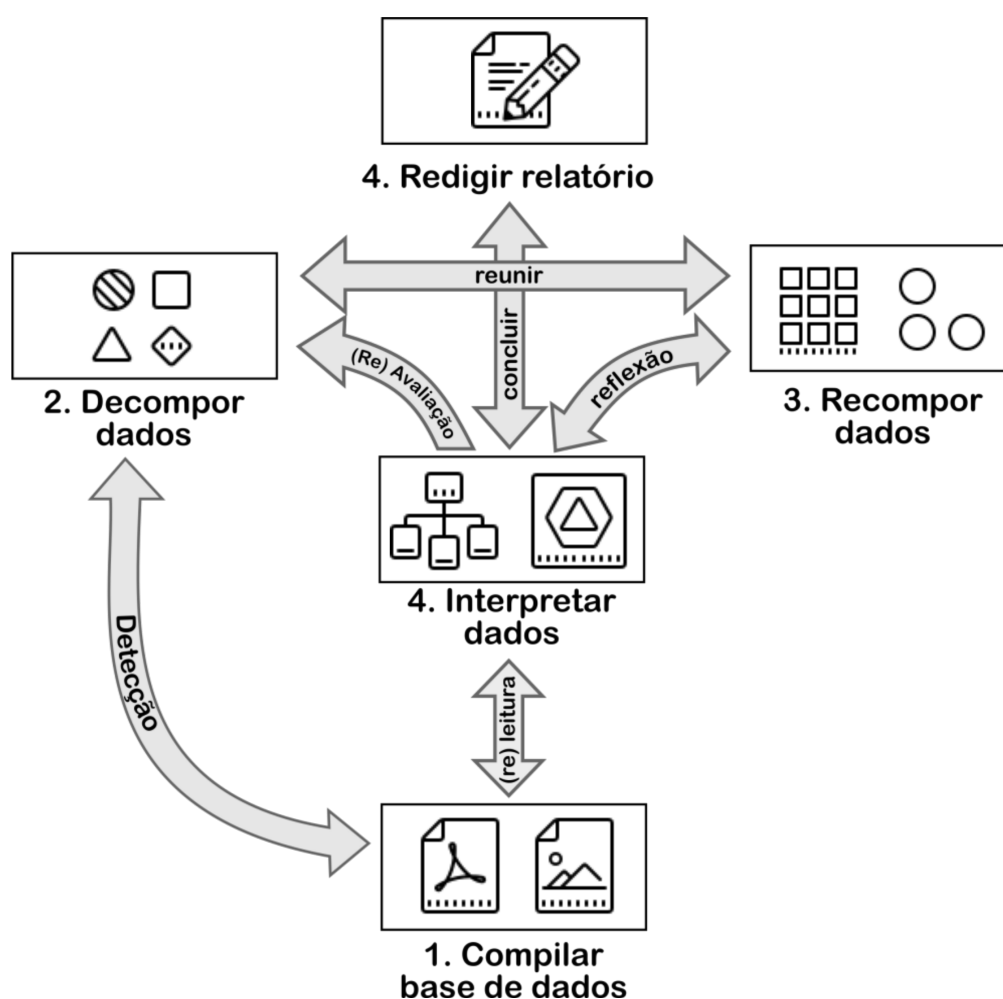 4. Redigir relatório
reunir
concluir
(Re) Avaliação
reflexão
2. Decompor
dados
3. Recompor
dados
4. Interpretar
dados
Detecção
(re) leitura
1. Compilar
base de dados